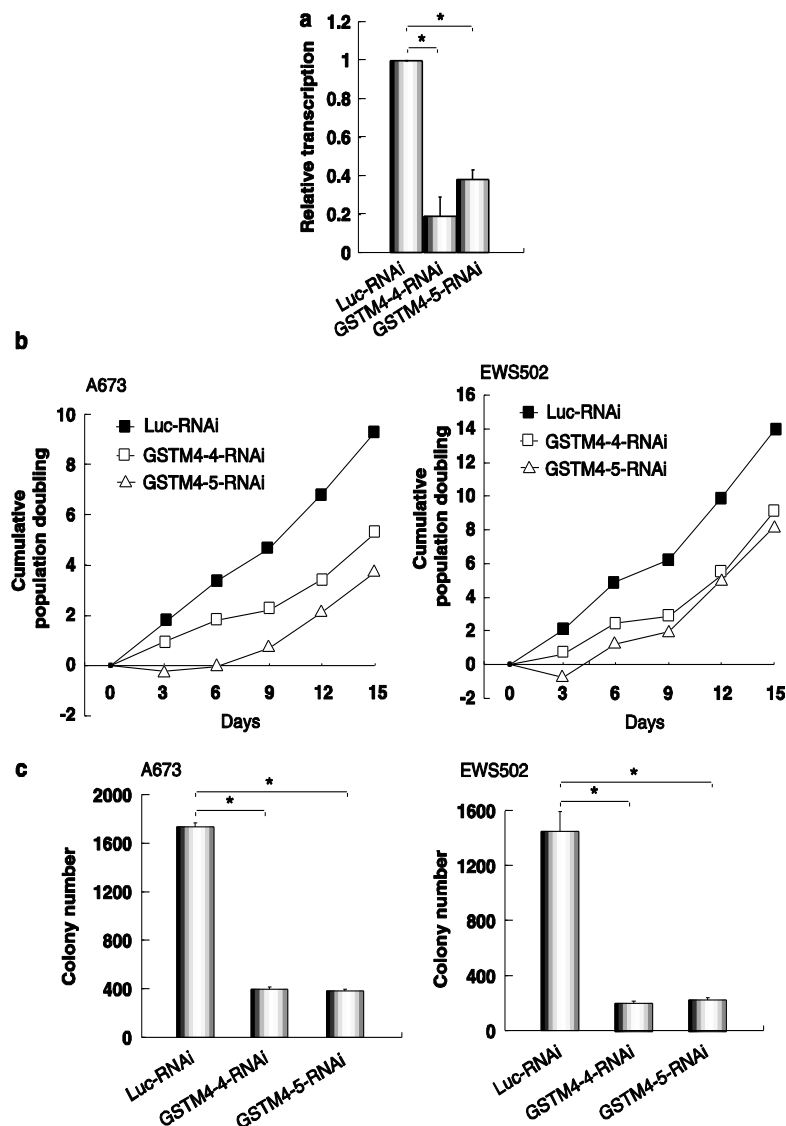 a
Relative transcription
1.2
1
0.8
0.6
0.4
0.2
0
*
*
Luc-RNAi
GSTM4-4-RNAi
GSTM4-5-RNAi
b
A673
Cumulative
population doubling
10
8
6
4
2
0
-2
Luc-RNAi
GSTM4-4-RNAi
GSTM4-5-RNAi
0 3 6 9 12 15
Days
EWS502
Cumulative
population doubling
16
14
12
10
8
6
4
2
0
-2
Luc-RNAi
GSTM4-4-RNAi
GSTM4-5-RNAi
0 3 6 9 12 15
Days
c
A673
Colony number
2000
1600
1200
800
400
0
*
*
Luc-RNAi
GSTM4-4-RNAi
GSTM4-5-RNAi
EWS502
Colony number
1600
1200
800
400
0
*
*
Luc-RNAi
GSTM4-4-RNAi
GSTM4-5-RNAi